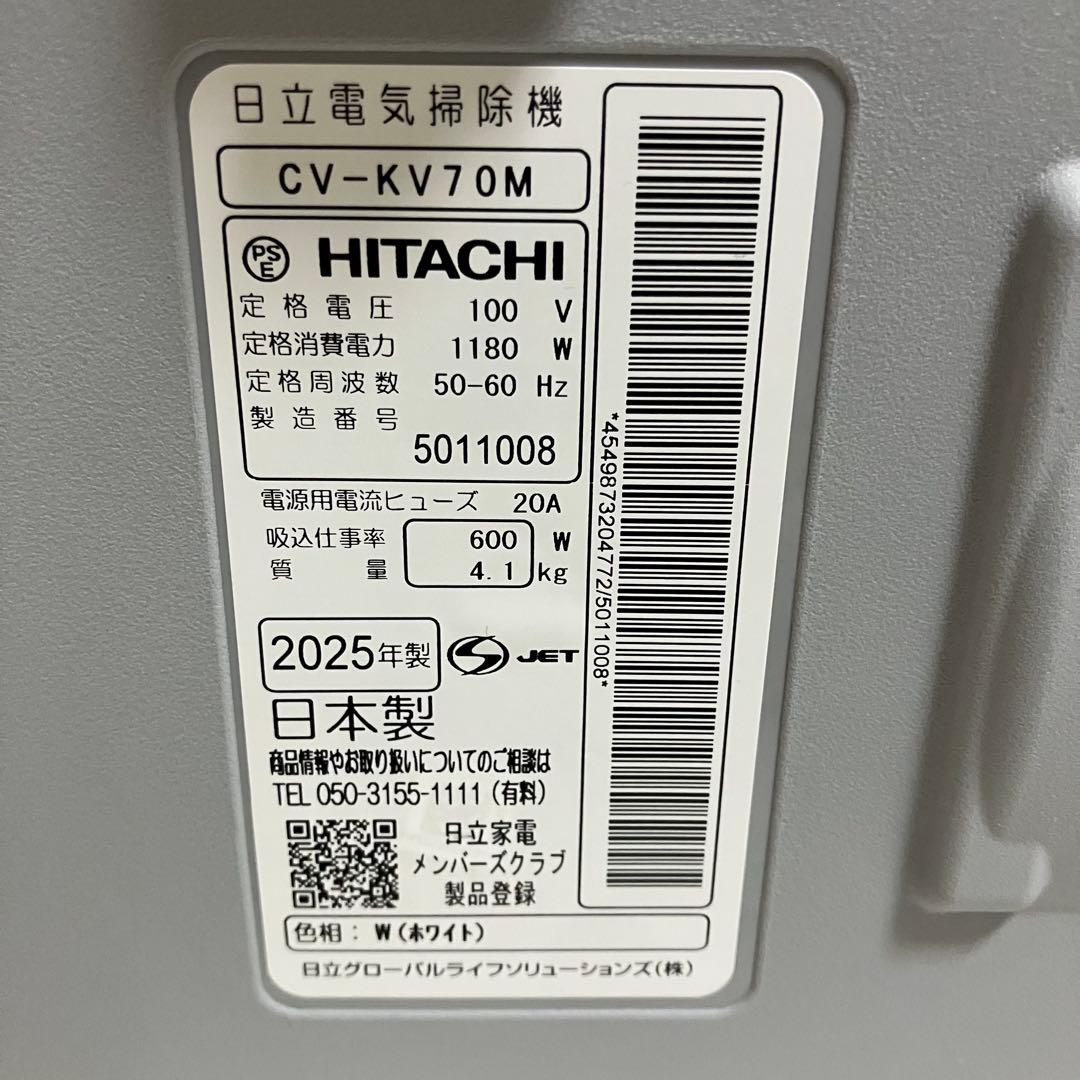 日立電気掃除機
CV-KV70M
PS E HITACHI
定格電圧 100 V
定格消費電力 1180 W
定格周波数 50-60 Hz
製造番号
5011008
電源用電流ヒューズ 20A
吸込仕事率 600 W
質量 4.1 kg
2025年製 S JET
日本製
商品情報やお取り扱いについてのご相談は
TEL 050-3155-1111 (有料)
日立家電
メンバーズクラブ
製品登録
色相: W(ホワイト)
日立グローバルライフソリューションズ(株)
*4549873204772/5011008*